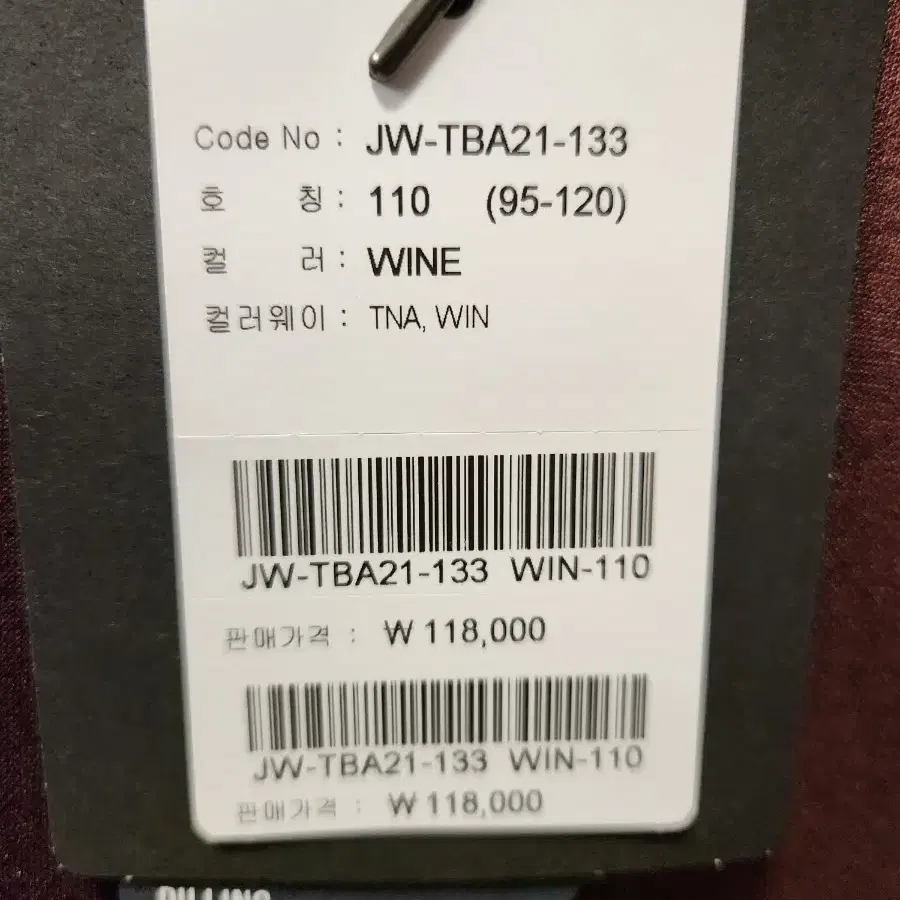 Code No : JW-TBA21-133
호 칭 : 110 (95-120)
컬 러 : WINE
컬러웨이 : TNA, WIN
JW-TBA21-133 WIN-110
판매가격 : ₩ 118,000
JW-TBA21-133 WIN-110
판매가격 : ₩ 118,000